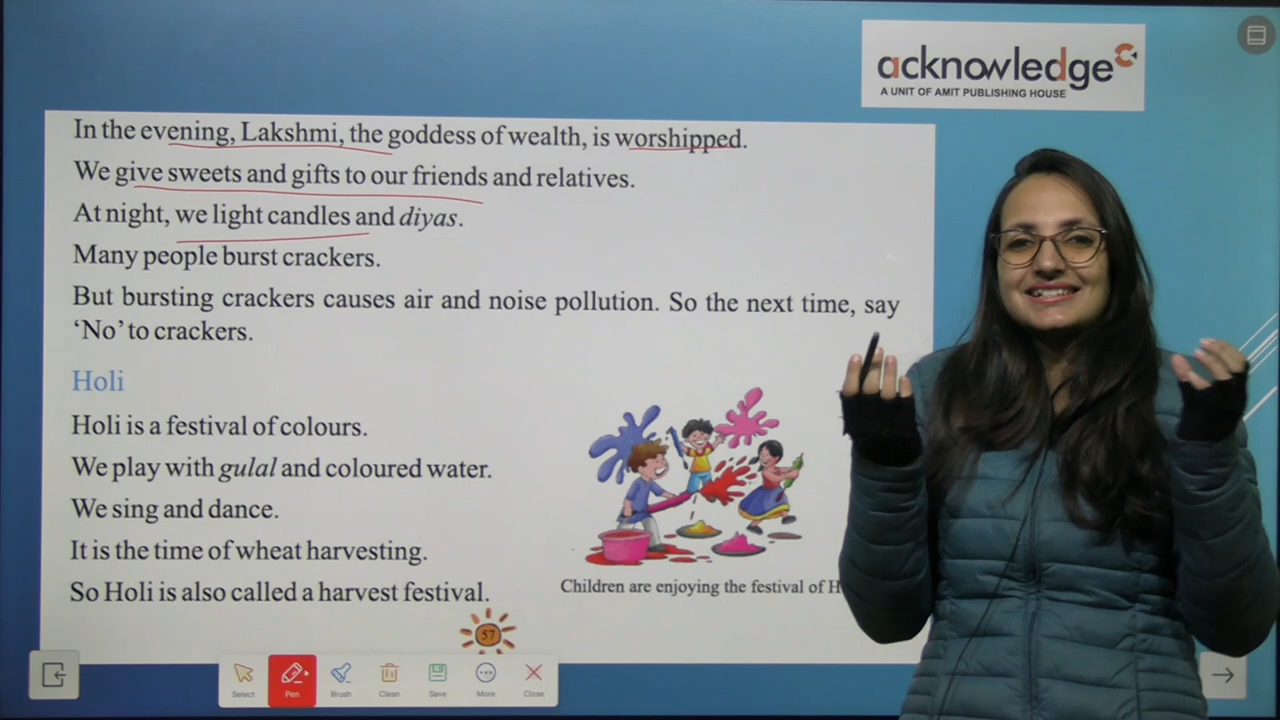 acknowledge
A UNIT OF AMIT PUBLISHING HOUSE
In the evening, Lakshmi, the goddess of wealth, is worshipped.
We give sweets and gifts to our friends and relatives.
At night, we light candles and diyas.
Many people burst crackers.
But bursting crackers causes air and noise pollution. So the next time, say
‘No’ to crackers.
Holi
Holi is a festival of colours.
We play with gulal and coloured water.
We sing and dance.
It is the time of wheat harvesting.
So Holi is also called a harvest festival.
Children are enjoying the festival of H
57
Select Pen Brush Clean Save More Close